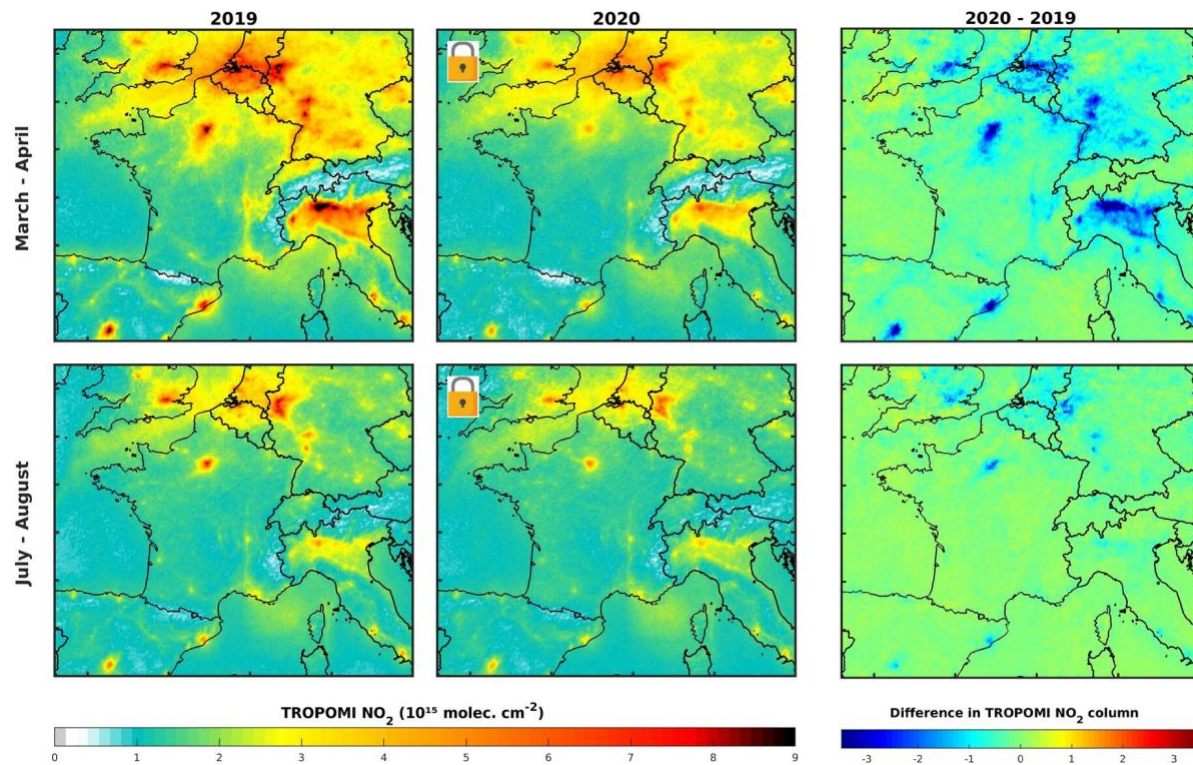 2019
2020
2020 - 2019
March - April
July - August
TROPOMI NO₂ (10¹⁵ molec. cm⁻²)
Difference in TROPOMI NO₂ column
0 1 2 3 4 5 6 7 8 9
-3 -2 -1 0 1 2 3